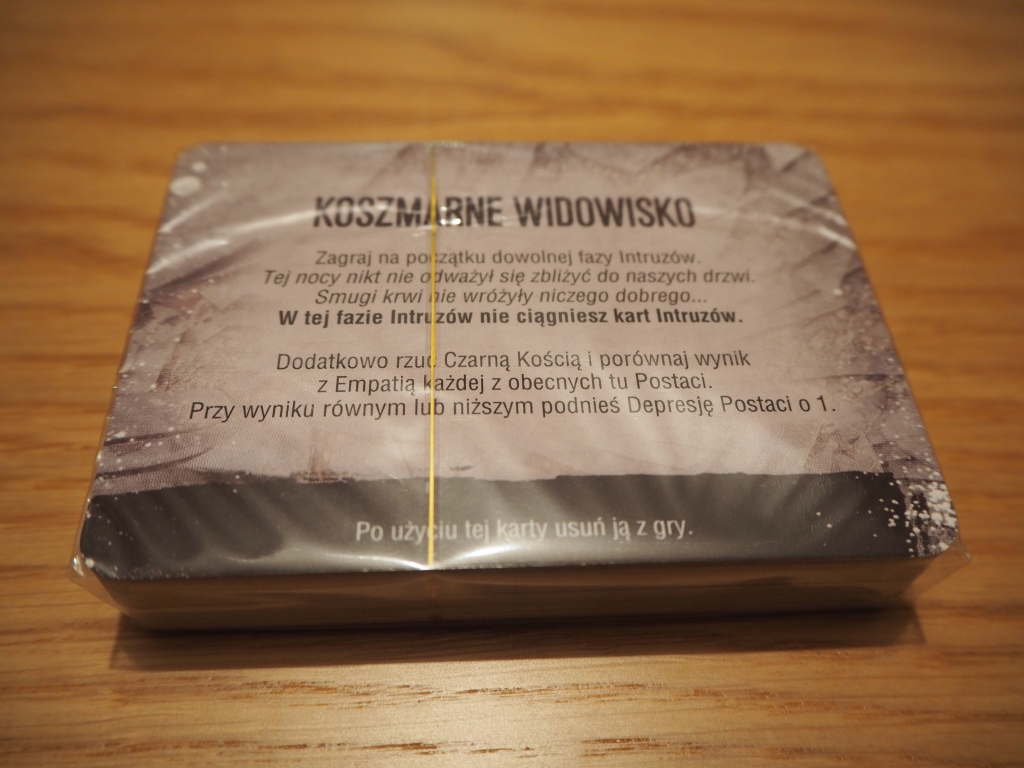 KOSZMARNE WIDOWISKO
Zagraj na początku dowolnej fazy Intruzów.
Tej nocy nikt nie odważył się zbliżyć do naszych drzwi.
Smugi krwi nie wróżyły niczego dobrego...
W tej fazie Intruzów nie ciągniesz kart Intruzów.
Dodatkowo rzuć Czarną Kością i porównaj wynik
z Empatią każdej z obecnych tu Postaci.
Przy wyniku równym lub niższym podnieś Depresję Postaci o 1.
Po użyciu tej karty usuń ją z gry.